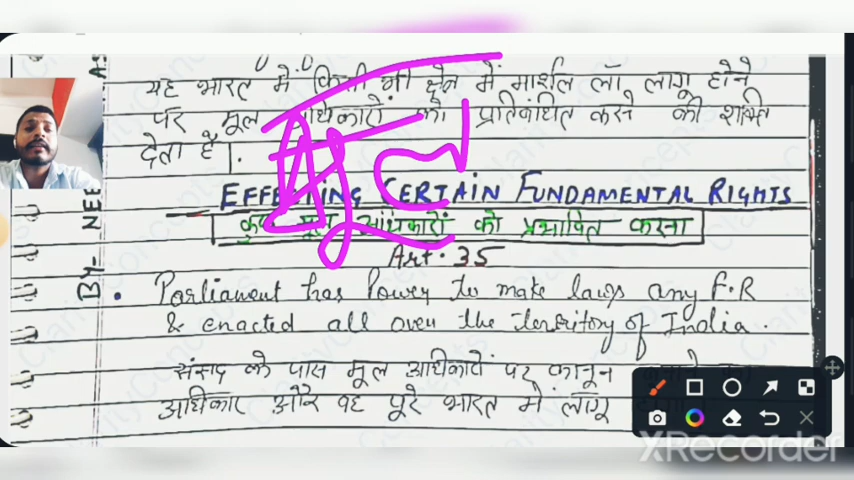 यह भारत में किसी भी क्षेत्र में मार्शल लॉ लागू होने
पर मूल अधिकारों को प्रतिबंधित करने की शक्ति
देता है।
EFFECTING CERTAIN FUNDAMENTAL RIGHTS
कुछ मूल अधिकारों को प्रभावित करना
Art. 35
• Parliament has Power to make laws any F.R
& enacted all over the territory of India.
संसद के पास मूल अधिकारों पर कानून
अधिकार और वह पूरे भारत में लागू
BY- NEE
XRecorder